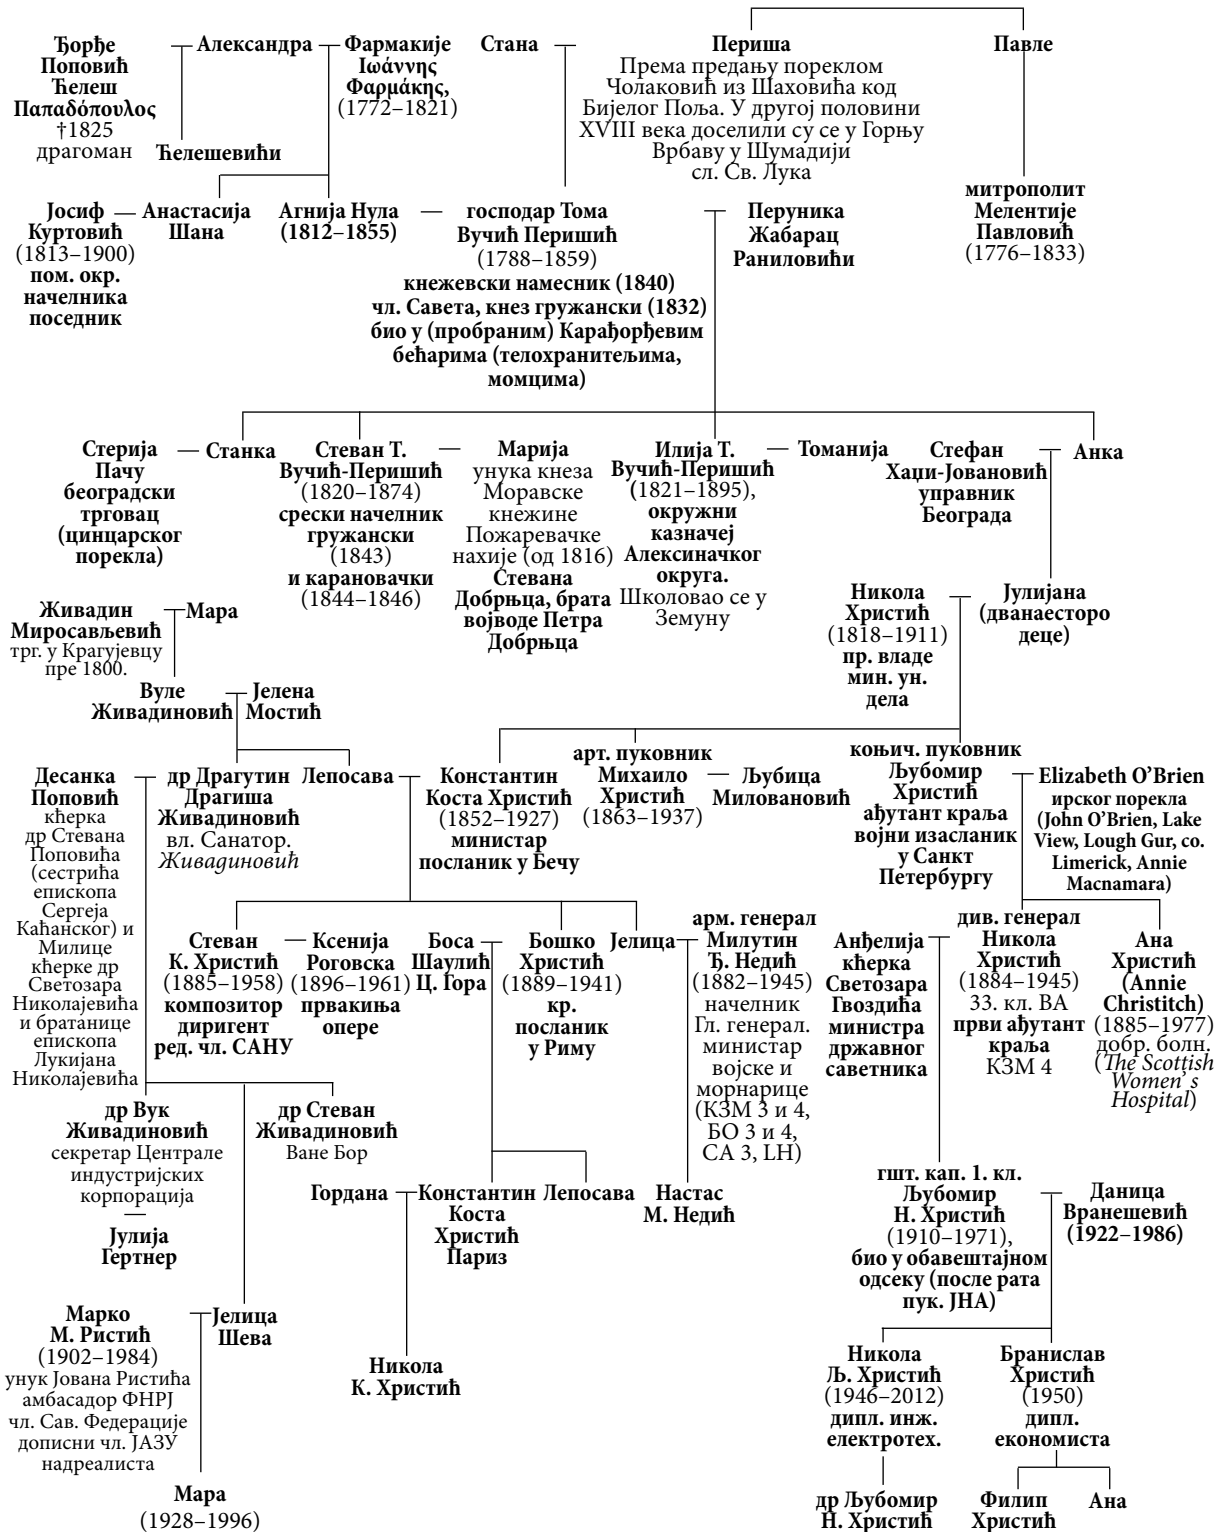 Ђорђе
Поповић
Ћелеш
Παπαδόπουλος
†1825
драгоман
Александра
Ћелешевићи
Фармакије
Ιωάννης
Φαρμάκης,
(1772–1821)
Стана
Периша
Према предању пореклом
Чолаковић из Шаховића код
Бијелог Поља. У другој половини
XVIII века доселили су се у Горњу
Врбаву у Шумадији
сл. Св. Лука
Павле
Јосиф
Куртовић
(1813–1900)
пом. окр.
начелника
поседник
Анастасија
Шана
Агнија Нула
(1812–1855)
господар Тома
Вучић Перишић
(1788–1859)
кнежевски намесник (1840)
чл. Савета, кнез гружански (1832)
био у (пробраним) Карађорђевим
бећарима (телохранитељима,
момцима)
Перуника
Жабарац
Раниловићи
митрополит
Мелентије
Павловић
(1776–1833)
Стерија
Пачу
београдски
трговац
(цинцарског
порекла)
Станка
Стеван Т.
Вучић-Перишић
(1820–1874)
срески начелник
гружански
(1843)
и карановачки
(1844–1846)
Марија
унука кнеза
Моравске
кнежине
Пожаревачке
нахије (од 1816)
Стевана
Добрњца, брата
војводе Петра
Добрњца
Илија Т.
Вучић-Перишић
(1821–1895),
окружни
казначеј
Алексиначког
округа.
Школовао се у
Земуну
Томанија
Стефан
Хаџи-Јовановић
управник
Београда
Анка
Живадин
Миросављевић
трг. у Крагујевцу
пре 1800.
Мара
Никола
Христић
(1818–1911)
пр. владе
мин. ун.
дела
Јулијана
(дванаесторо
деце)
Вуле
Живадиновић
Јелена
Мостић
Десанка
Поповић
кћерка
др Стевана
Поповића
(сестрића
епископа
Сергеја
Каћанског) и
Милице
кћерке др
Светозара
Николајевића
и братанице
епископа
Лукијана
Николајевића
др Драгутин
Драгиша
Живадиновић
вл. Санатор.
Живадиновић
Лепосава
Константин
Коста Христић
(1852–1927)
министар
посланик у Бечу
арт. пуковник
Михаило
Христић
(1863–1937)
Љубица
Миловановић
коњич. пуковник
Љубомир
Христић
ађутант краља
војни изасланик
у Санкт
Петербургу
Elizabeth O’Brien
ирског порекла
(John O’Brien, Lake
View, Lough Gur, co.
Limerick, Annie
Macnamara)
Стеван
К. Христић
(1885–1958)
композитор
диригент
ред. чл. САНУ
Ксенија
Роговска
(1896–1961)
првакиња
опере
Боса
Шаулић
Ц. Гора
Бошко
Христић
(1889–1941)
кр.
посланик
у Риму
Јелица
арм. генерал
Милутин
Ђ. Недић
(1882–1945)
начелник
Гл. генерал.
министар
војске и
морнарице
(КЗМ 3 и 4,
БО 3 и 4,
СА 3, LH)
Анђелија
кћерка
Светозара
Гвоздића
министра
државног
саветника
див. генерал
Никола
Христић
(1884–1945)
33. кл. ВА
први ађутант
краља
КЗМ 4
Ана
Христић
(Annie
Christitch)
(1885–1977)
добр. болн.
(The Scottish
Women’s
Hospital)
др Вук
Живадиновић
секретар Централе
индустријских
корпорација
Јулија
Гертнер
др Стеван
Живадиновић
Ване Бор
Гордана
Константин
Коста
Христић
Париз
Лепосава
Настас
М. Недић
гшт. кап. 1. кл.
Љубомир
Н. Христић
(1910–1971),
био у обавештајном
одсеку (после рата
пук. ЈНА)
Даница
Вранешевић
(1922–1986)
Марко
М. Ристић
(1902–1984)
унук Јована Ристића
амбасадор ФНРЈ
чл. Сав. Федерације
дописни чл. ЈАЗУ
надреалиста
Јелица
Шева
Никола
К. Христић
Никола
Љ. Христић
(1946–2012)
дипл. инж.
електротех.
Бранислав
Христић
(1950)
дипл.
економиста
Мара
(1928–1996)
др Љубомир
Н. Христић
Филип
Христић
Ана